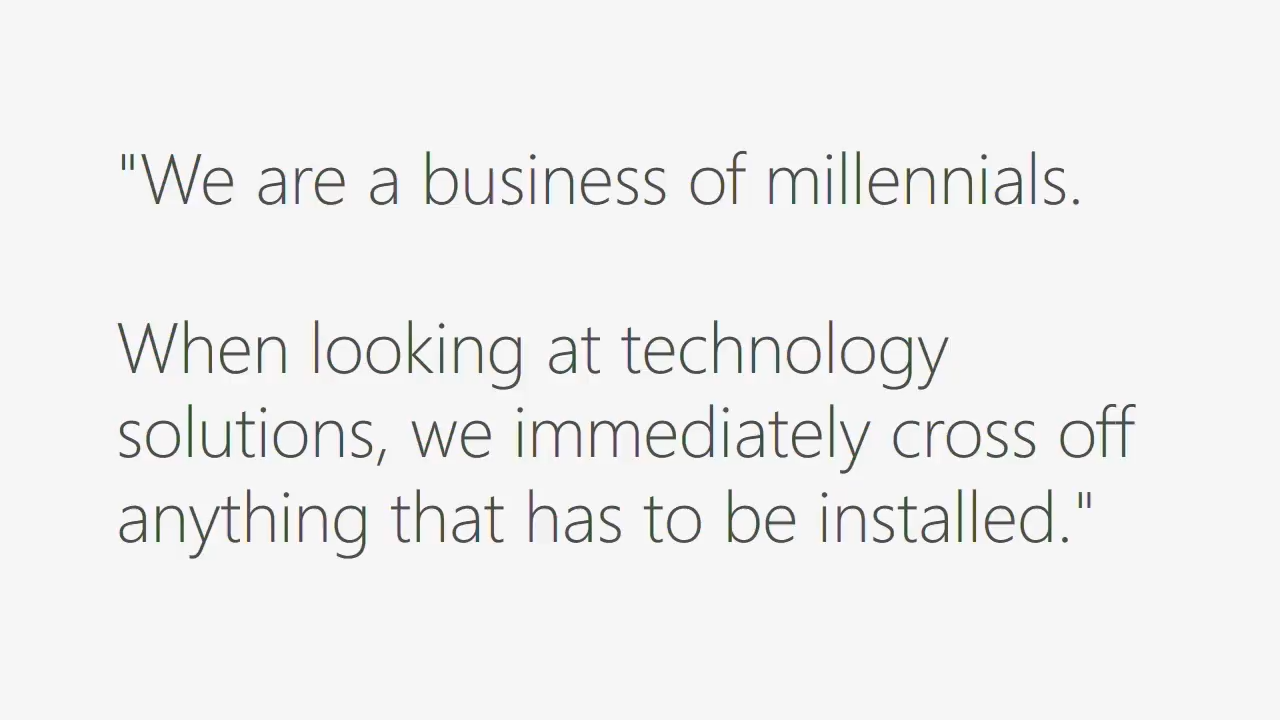 "We are a business of millennials.
When looking at technology
solutions, we immediately cross off
anything that has to be installed."